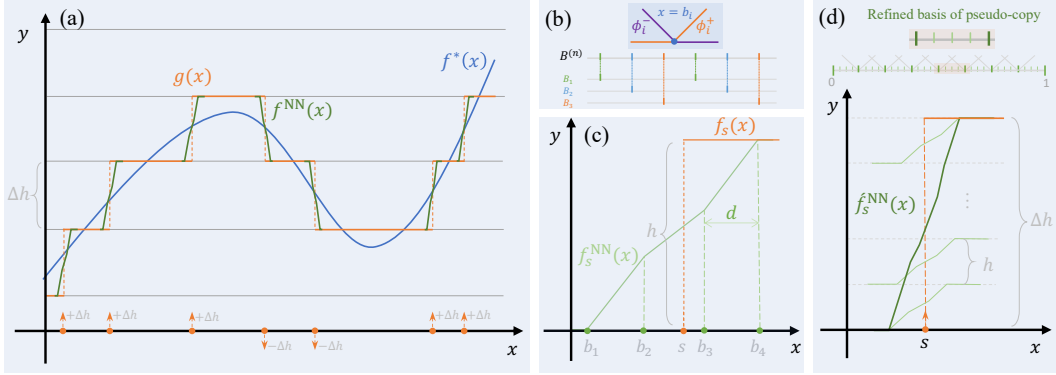 (a)
y
f*(x)
g(x)
f^NN(x)
Δh
+Δh
+Δh
+Δh
−Δh
−Δh
+Δh
+Δh
x
(b)
x = b_i
ϕ_i^−
ϕ_i^+
B^(n)
B_1
B_2
B_3
(c)
y
f_s(x)
h
d
f_s^NN(x)
b_1
b_2
s
b_3
b_4
x
(d)
Refined basis of pseudo-copy
0
1
y
f_s^NN(x)
⋮
Δh
h
s
x